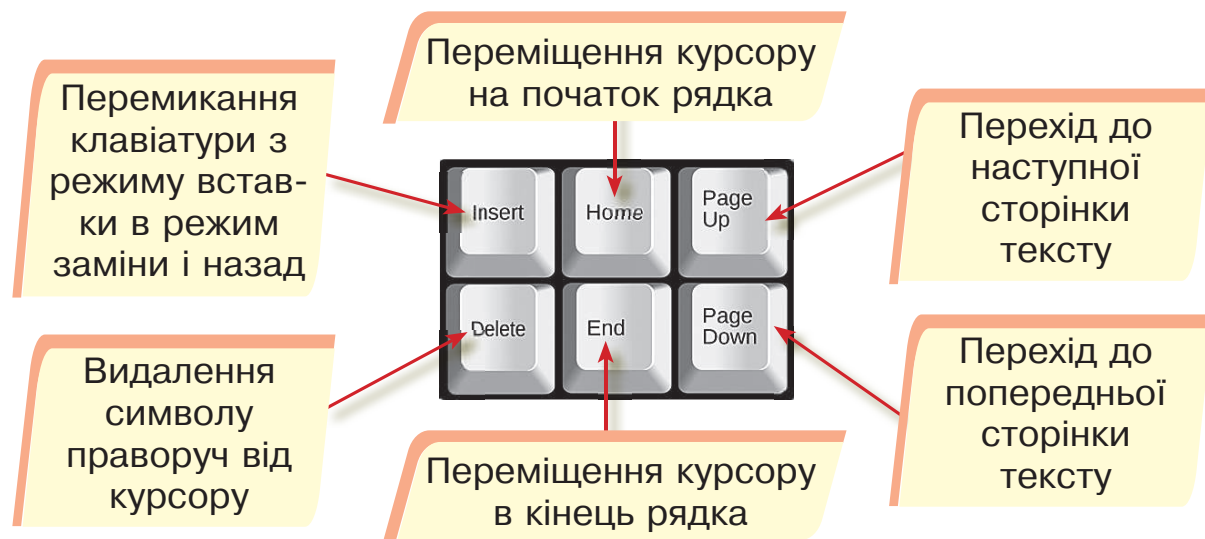 Переміщення курсору
на початок рядка
Перемикання
клавіатури з
режиму встав-
ки в режим
заміни і назад
Перехід до
наступної
сторінки
тексту
Insert
Home
Page
Up
Delete
End
Page
Down
Видалення
символу
праворуч від
курсору
Переміщення курсору
в кінець рядка
Перехід до
попередньої
сторінки
тексту